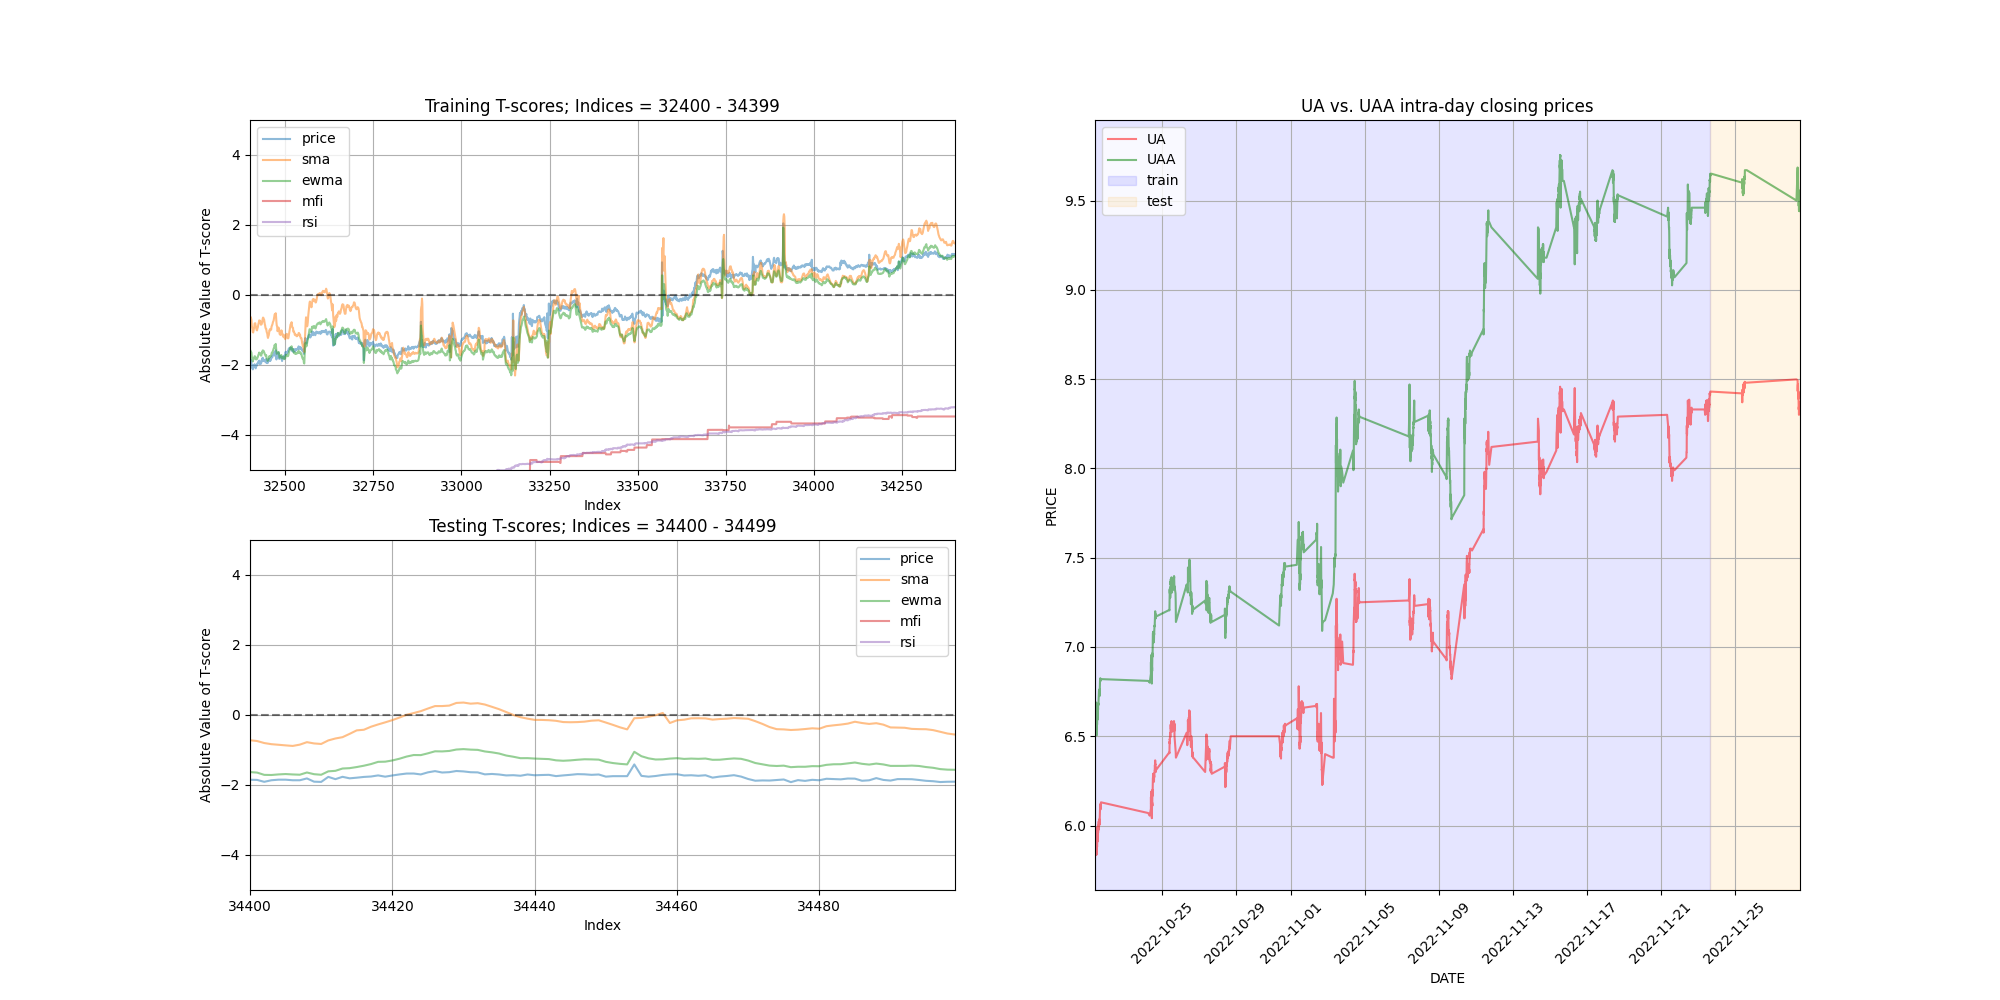 Training T-scores; Indices = 32400 - 34399
Absolute Value of T-score
4
2
0
−2
−4
price
sma
ewma
mfi
rsi
32500 32750 33000 33250 33500 33750 34000 34250
Index
Testing T-scores; Indices = 34400 - 34499
Absolute Value of T-score
4
2
0
−2
−4
price
sma
ewma
mfi
rsi
34400 34420 34440 34460 34480
Index
UA vs. UAA intra-day closing prices
PRICE
9.5
9.0
8.5
8.0
7.5
7.0
6.5
6.0
UA
UAA
train
test
2022-10-25 2022-10-29 2022-11-01 2022-11-05 2022-11-09 2022-11-13 2022-11-17 2022-11-21 2022-11-25
DATE